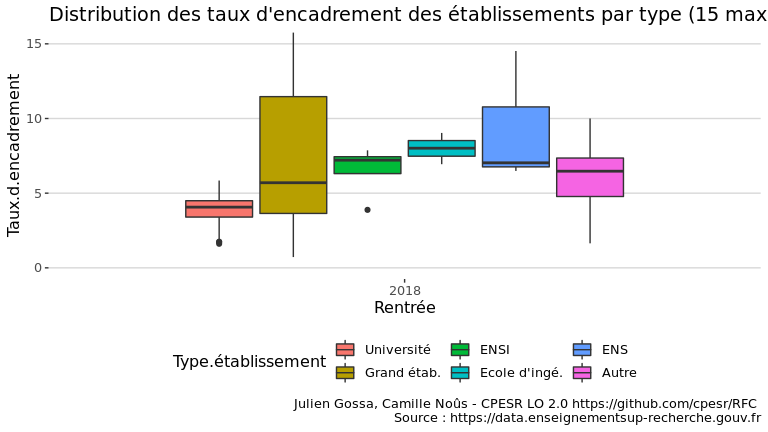 Distribution des taux d'encadrement des établissements par type (15 max
Taux.d.encadrement
15
10
5
0
2018
Rentrée
Type.établissement
Université
ENSI
ENS
Grand étab.
Ecole d'ingé.
Autre
Julien Gossa, Camille Noûs - CPESR LO 2.0 https://github.com/cpesr/RFC
Source : https://data.enseignementsup-recherche.gouv.fr